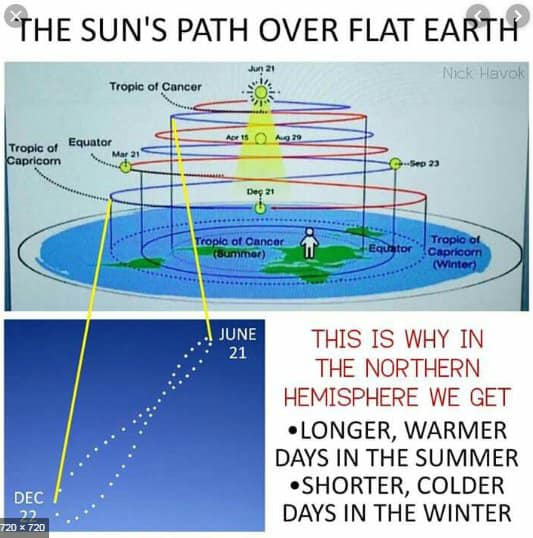 THE SUN'S PATH OVER FLAT EARTH
Nick Havok
Jun 21
Tropic of Cancer
Apr 15
Aug 29
Equator
Tropic of
Capricorn
Mar 21
Sep 23
Dec 21
Tropic of Cancer
(Summer)
Equator
Tropic of
Capricorn
(Winter)
JUNE
21
DEC
22
THIS IS WHY IN
THE NORTHERN
HEMISPHERE WE GET
•LONGER, WARMER
DAYS IN THE SUMMER
•SHORTER, COLDER
DAYS IN THE WINTER
720 × 720